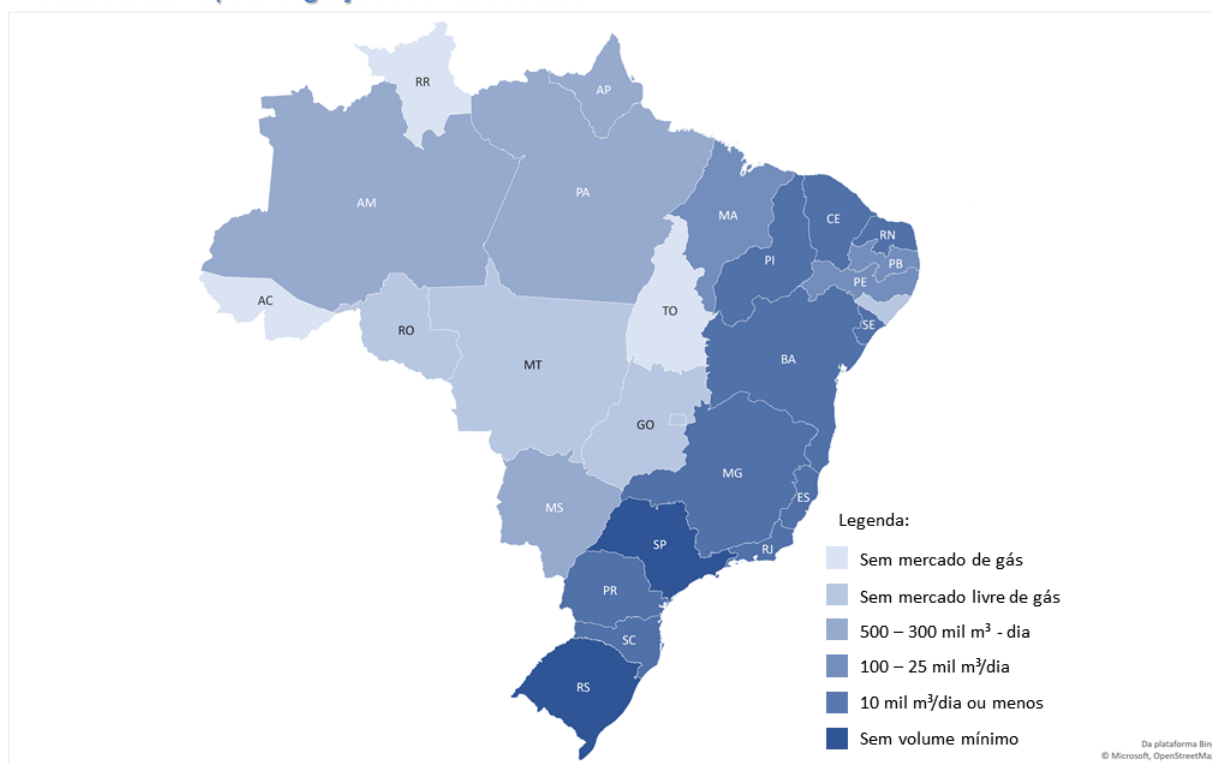 RR
AP
AM
PA
MA
CE
RN
PI
PB
PE
AC
TO
SE
RO
BA
MT
GO
MG
ES
MS
Legenda:
SP
RJ
Sem mercado de gás
PR
Sem mercado livre de gás
SC
500 – 300 mil m³ - dia
100 – 25 mil m³/dia
RS
10 mil m³/dia ou menos
Sem volume mínimo
Da plataforma Bin
© Microsoft, OpenStreetMa